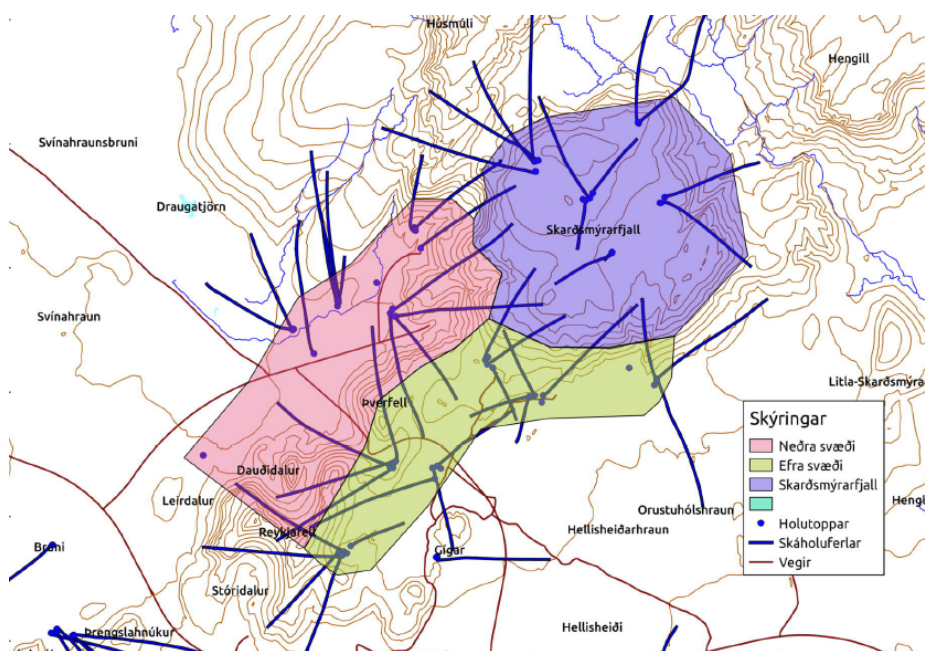 Húsmúli
Hengill
Svínahraunsbruni
Draugatjörn
Skarðsmýrarfjall
Svínahraun
Litla-Skarðsmýra
Þverfell
Dauðidalur
Leirdalur
Orustuhólshraun
Hengl
Hellisheiðarhraun
Reykjafell
Bruni
Gígar
Stóridalur
Þrengslahnúkur
Hellisheiði
Skýringar
Neðra svæði
Efra svæði
Skarðsmýrarfjall
Holutoppar
Skáholuferlar
Vegir